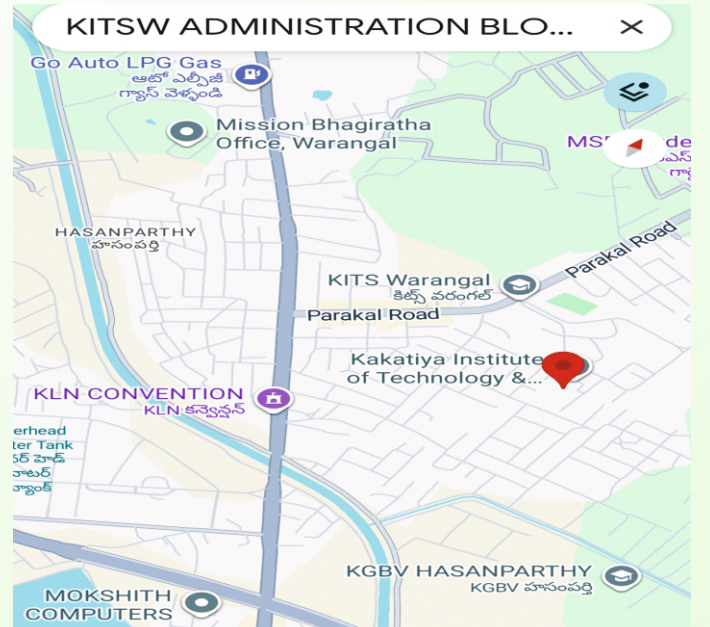 KITSW ADMINISTRATION BLO...
Go Auto LPG Gas
ఆటో ఎల్పీజీ
గ్యాస్ వెళ్ళండి
Mission Bhagiratha
Office, Warangal
HASANPARTHY
హసంపర్తి
Parakal Road
KITS Warangal
కిట్స్ వరంగల్
Parakal Road
Kakatiya Institute
of Technology &...
KLN CONVENTION
KLN కన్వెన్షన్
erhead
ter Tank
హెడ్
వాటర్
ట్యాంక్
KGBV HASANPARTHY
KGBV హసంపర్తి
MOKSHITH
COMPUTERS